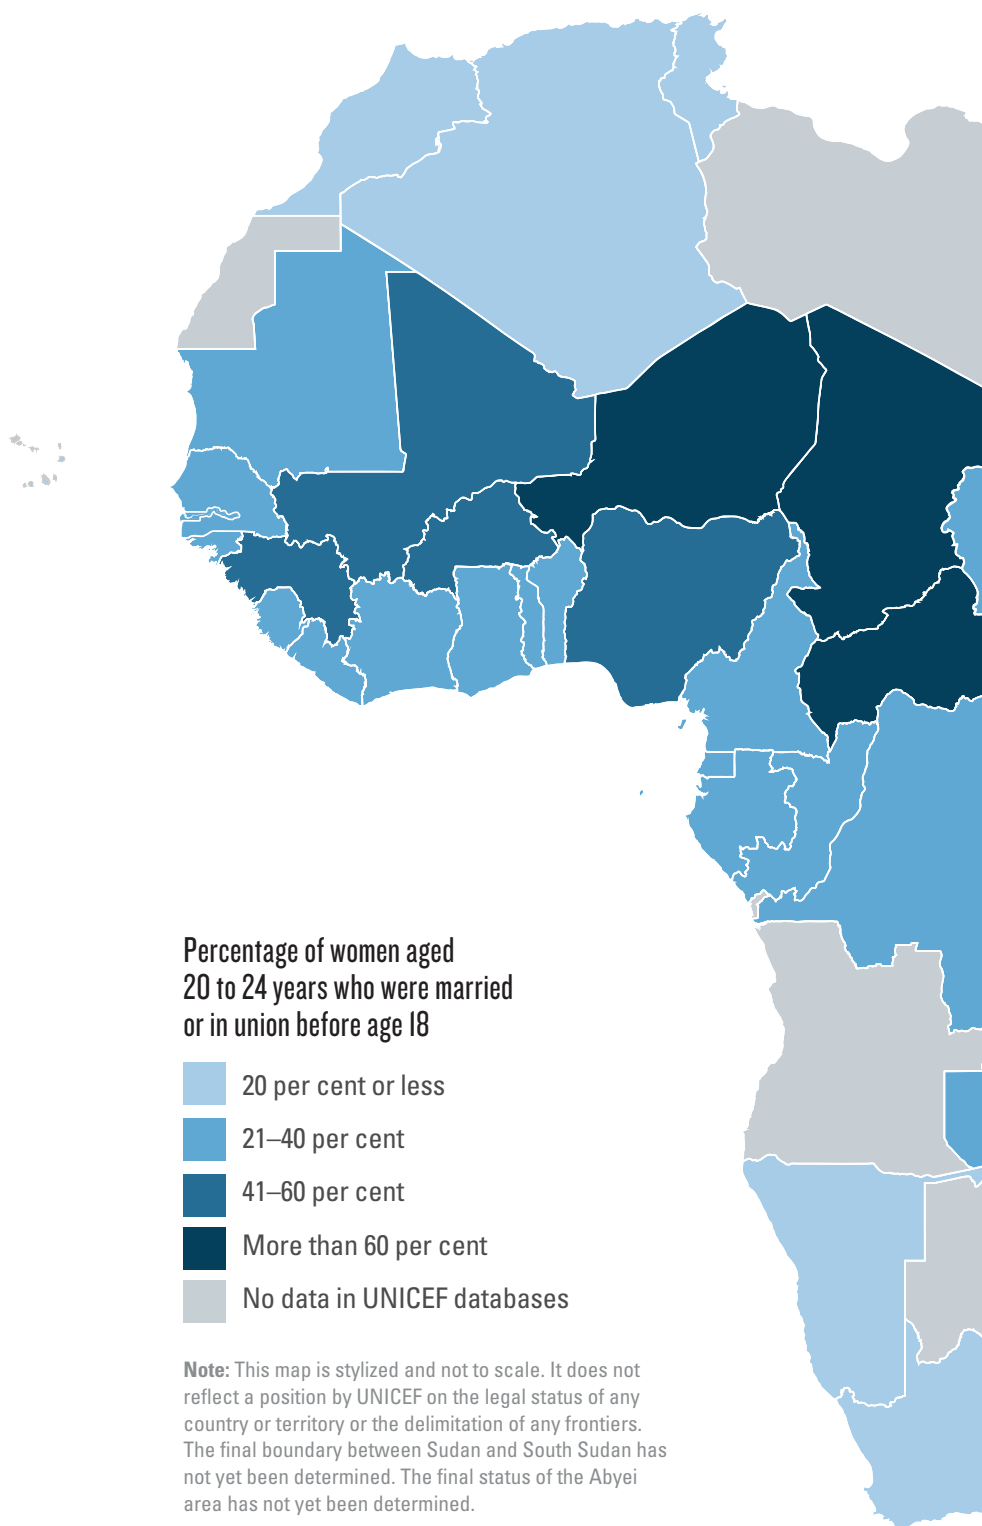 Percentage of women aged
20 to 24 years who were married
or in union before age 18
20 per cent or less
21–40 per cent
41–60 per cent
More than 60 per cent
No data in UNICEF databases
Note: This map is stylized and not to scale. It does not
reflect a position by UNICEF on the legal status of any
country or territory or the delimitation of any frontiers.
The final boundary between Sudan and South Sudan has
not yet been determined. The final status of the Abyei
area has not yet been determined.